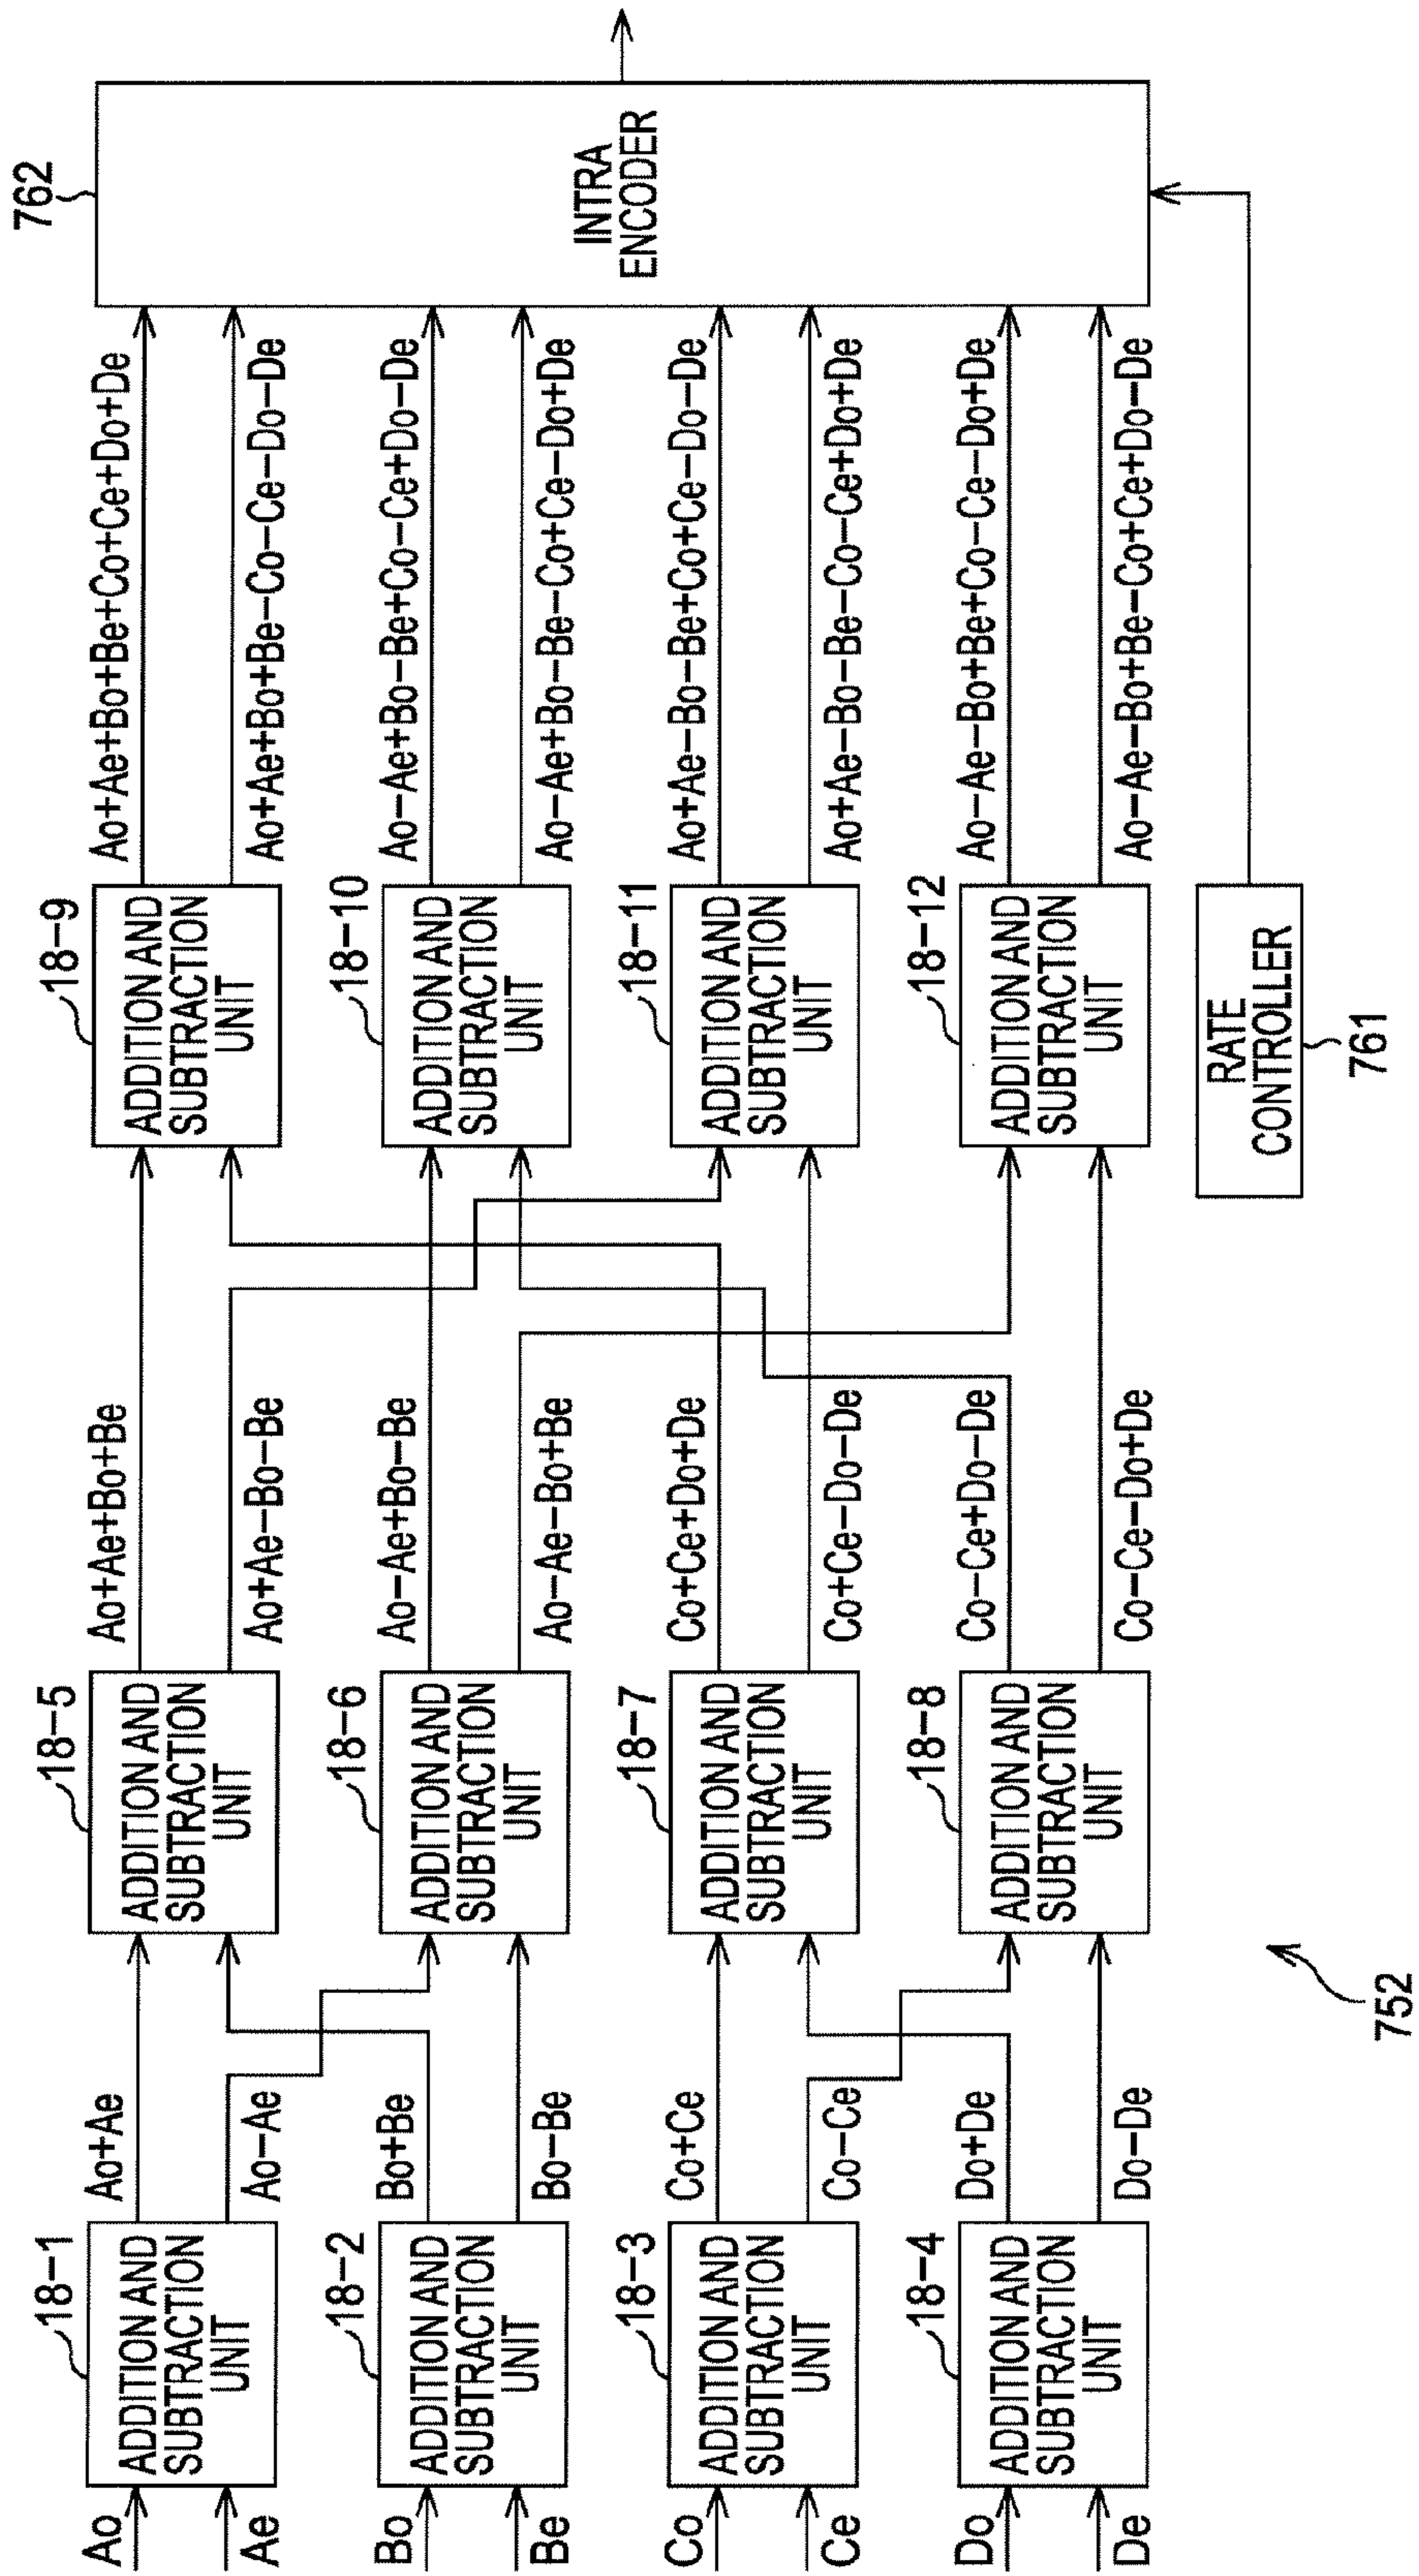 Ao
Ae
Bo
Be
Co
Ce
Do
De
18-1
ADDITION AND
SUBTRACTION
UNIT
18-2
ADDITION AND
SUBTRACTION
UNIT
18-3
ADDITION AND
SUBTRACTION
UNIT
18-4
ADDITION AND
SUBTRACTION
UNIT
Ao+Ae
Ao−Ae
Bo+Be
Bo−Be
Co+Ce
Co−Ce
Do+De
Do−De
18-5
ADDITION AND
SUBTRACTION
UNIT
18-6
ADDITION AND
SUBTRACTION
UNIT
18-7
ADDITION AND
SUBTRACTION
UNIT
18-8
ADDITION AND
SUBTRACTION
UNIT
Ao+Ae+Bo+Be
Ao+Ae−Bo−Be
Ao−Ae+Bo−Be
Ao−Ae−Bo+Be
Co+Ce+Do+De
Co+Ce−Do−De
Co−Ce+Do−De
Co−Ce−Do+De
18-9
ADDITION AND
SUBTRACTION
UNIT
18-10
ADDITION AND
SUBTRACTION
UNIT
18-11
ADDITION AND
SUBTRACTION
UNIT
18-12
ADDITION AND
SUBTRACTION
UNIT
RATE
CONTROLLER
761
Ao+Ae+Bo+Be+Co+Ce+Do+De
Ao+Ae+Bo+Be−Co−Ce−Do−De
Ao−Ae+Bo−Be+Co−Ce+Do−De
Ao−Ae+Bo−Be−Co+Ce−Do+De
Ao+Ae−Bo−Be+Co+Ce−Do−De
Ao+Ae−Bo−Be−Co−Ce+Do+De
Ao−Ae−Bo+Be+Co−Ce−Do+De
Ao−Ae−Bo+Be−Co+Ce+Do−De
762
INTRA
ENCODER
752